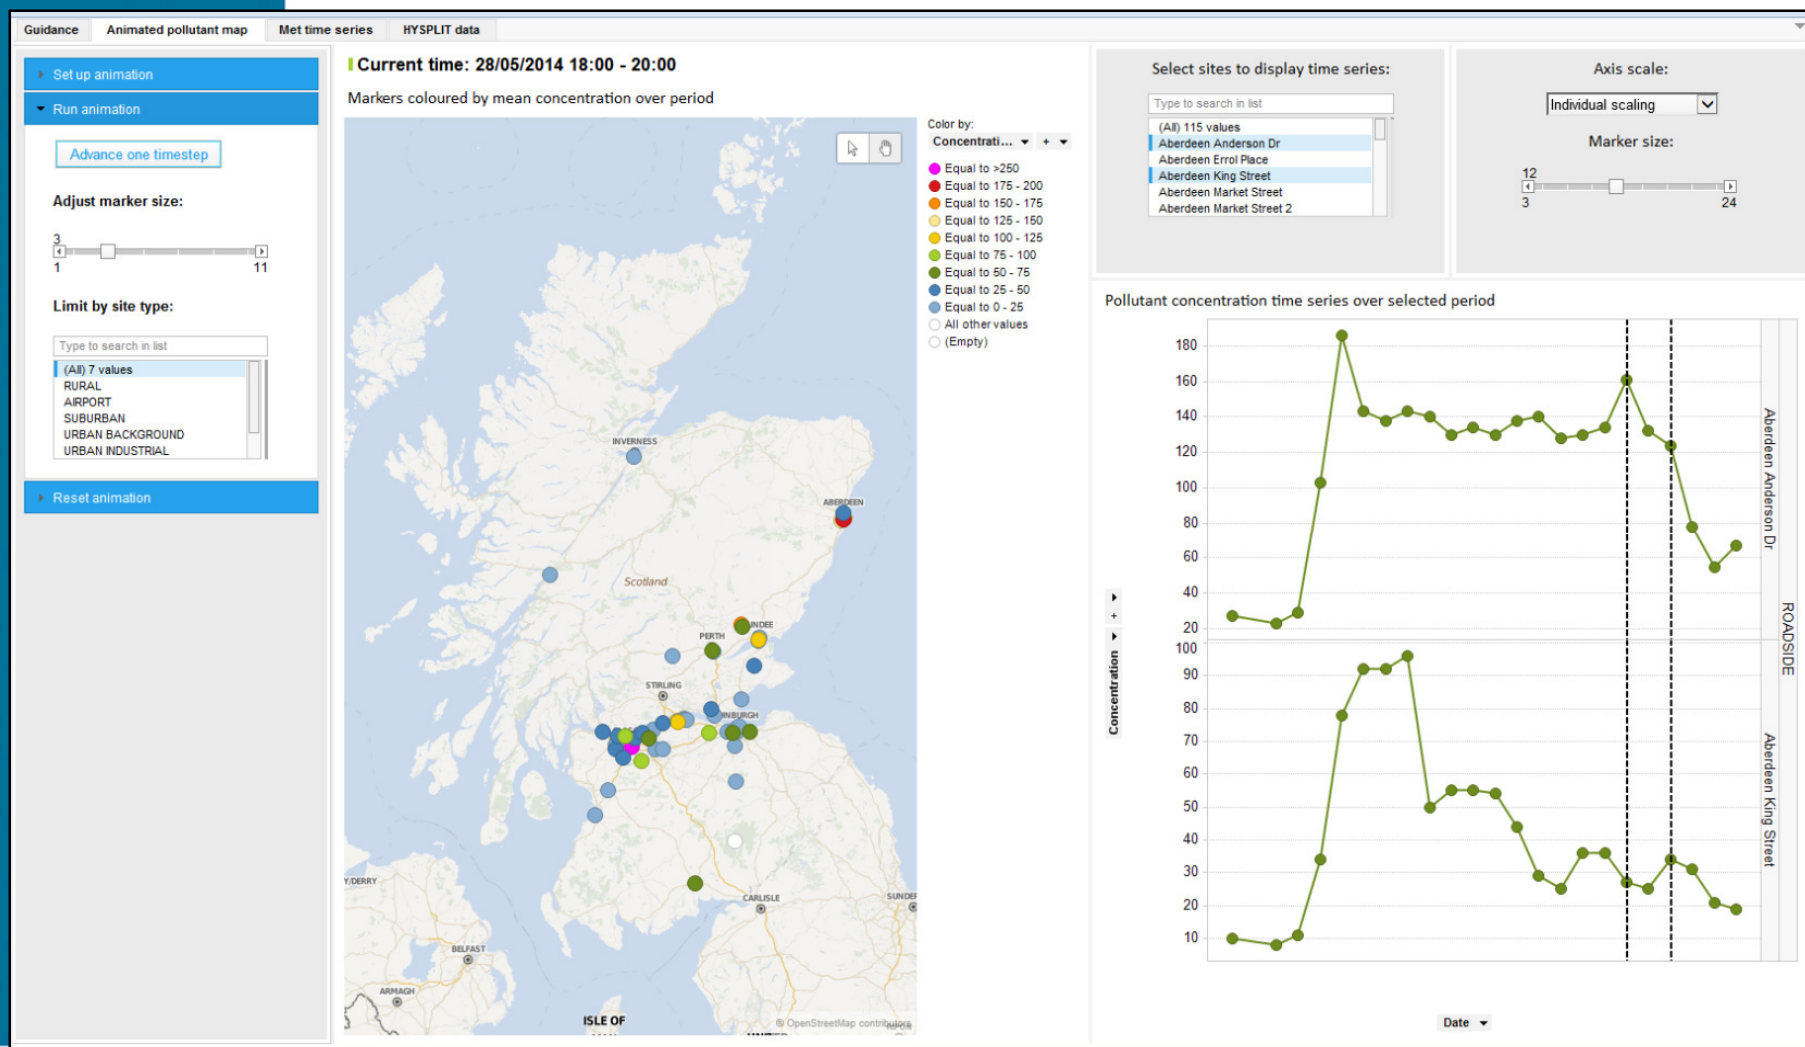 Guidance
Animated pollutant map
Met time series
HYSPLIT data
Set up animation
Run animation
Advance one timestep
Adjust marker size:
3
1
11
Limit by site type:
Type to search in list
(All) 7 values
RURAL
AIRPORT
SUBURBAN
URBAN BACKGROUND
URBAN INDUSTRIAL
Reset animation
Current time: 28/05/2014 18:00 - 20:00
Markers coloured by mean concentration over period
INVERNESS
ABERDEEN
Scotland
PERTH
NDEE
STIRLING
INBURGH
Y/DERRY
CARLISLE
SUNDE
BELFAST
ARMAGH
ISLE OF
© OpenStreetMap contributors
Color by:
Concentrati...
+
Equal to >250
Equal to 175 - 200
Equal to 150 - 175
Equal to 125 - 150
Equal to 100 - 125
Equal to 75 - 100
Equal to 50 - 75
Equal to 25 - 50
Equal to 0 - 25
All other values
(Empty)
Select sites to display time series:
Type to search in list
(All) 115 values
Aberdeen Anderson Dr
Aberdeen Errol Place
Aberdeen King Street
Aberdeen Market Street
Aberdeen Market Street 2
Axis scale:
Individual scaling
Marker size:
12
3
24
Pollutant concentration time series over selected period
180
160
140
120
100
80
60
40
20
100
90
80
70
60
50
40
30
20
10
Concentration
+
Aberdeen Anderson Dr
Aberdeen King Street
ROADSIDE
Date